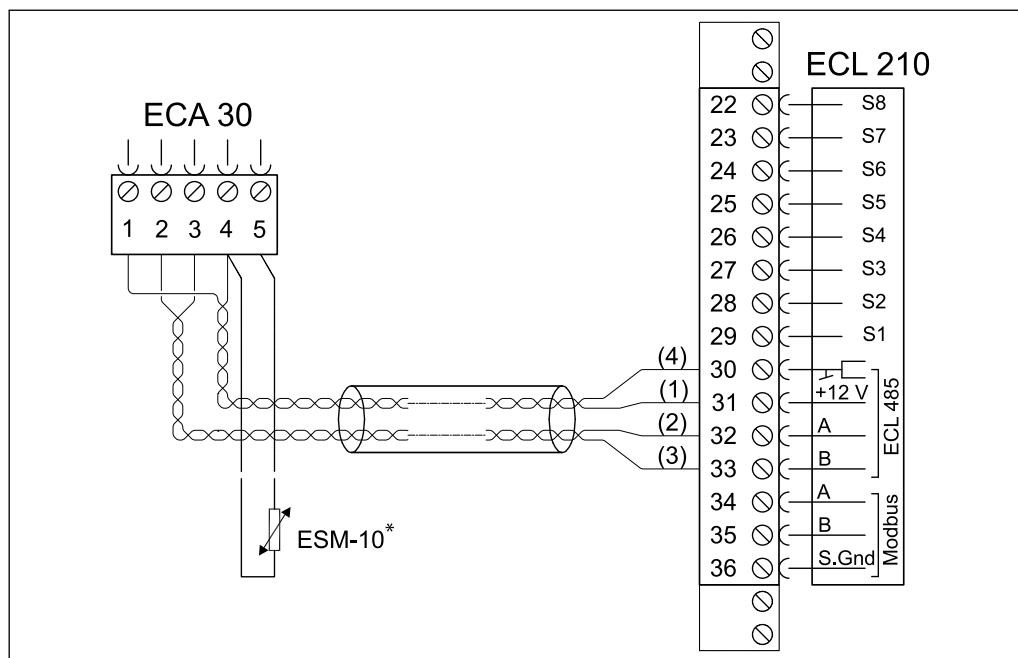 ECA 30
1 2 3 4 5
ESM-10*
(4)
(1)
(2)
(3)
ECL 210
22 S8
23 S7
24 S6
25 S5
26 S4
27 S3
28 S2
29 S1
30
31 +12 V
32 A
33 B
ECL 485
34 A
35 B
36 S.Gnd
Modbus